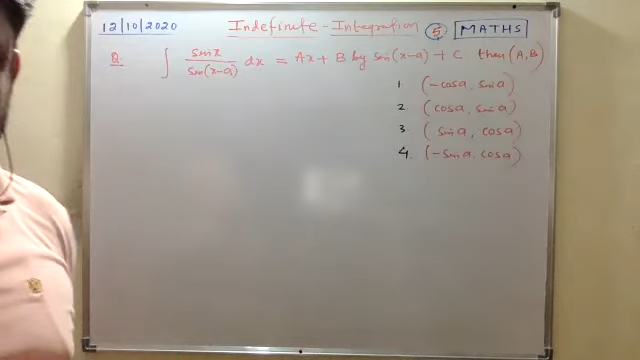 12/10/2020 Indefinite-Integration 5 MATHS
Q. ∫ sinx/sin(x-a) dx = Ax + B log sin(x-a) + C then (A, B)
1. (-cosa, sina)
2. (cosa, sina)
3. (sina, cosa)
4. (-sina, cosa)